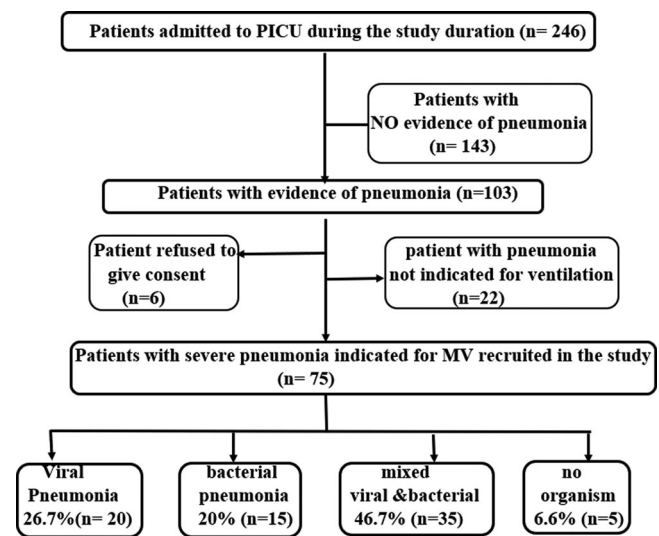 Patients admitted to PICU during the study duration (n= 246)
Patients with
NO evidence of pneumonia
(n= 143)
Patients with evidence of pneumonia (n=103)
Patient refused to
give consent
(n=6)
patient with pneumonia
not indicated for ventilation
(n=22)
Patients with severe pneumonia indicated for MV recruited in the study
(n= 75)
Viral
Pneumonia
26.7%(n= 20)
bacterial
pneumonia
20% (n=15)
mixed
viral &bacterial
46.7% (n=35)
no
organism
6.6% (n=5)